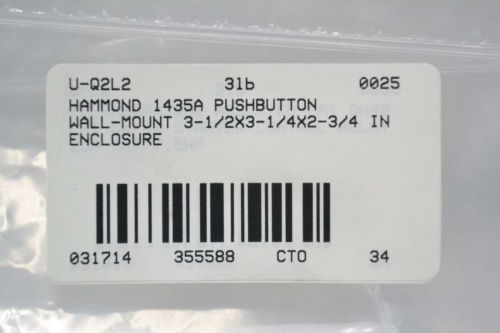 U-Q2L2 3lb 0025
HAMMOND 1435A PUSHBUTTON
WALL-MOUNT 3-1/2X3-1/4X2-3/4 IN
ENCLOSURE
031714 355588 CTO 34